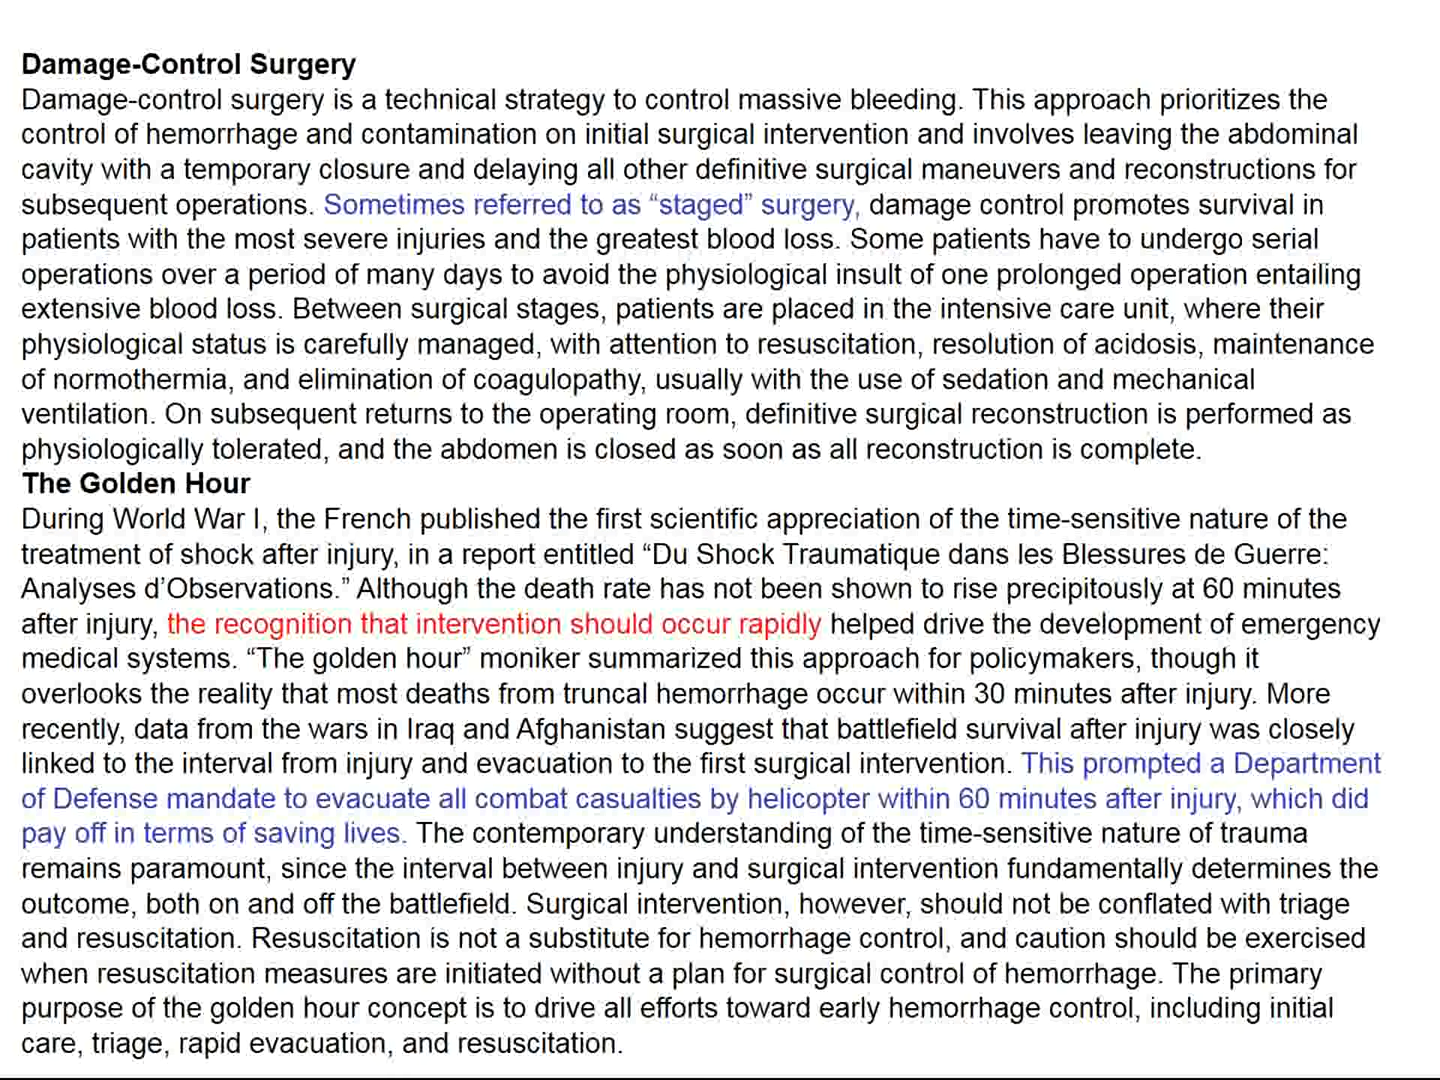 Damage-Control Surgery
Damage-control surgery is a technical strategy to control massive bleeding. This approach prioritizes the
control of hemorrhage and contamination on initial surgical intervention and involves leaving the abdominal
cavity with a temporary closure and delaying all other definitive surgical maneuvers and reconstructions for
subsequent operations. Sometimes referred to as “staged” surgery, damage control promotes survival in
patients with the most severe injuries and the greatest blood loss. Some patients have to undergo serial
operations over a period of many days to avoid the physiological insult of one prolonged operation entailing
extensive blood loss. Between surgical stages, patients are placed in the intensive care unit, where their
physiological status is carefully managed, with attention to resuscitation, resolution of acidosis, maintenance
of normothermia, and elimination of coagulopathy, usually with the use of sedation and mechanical
ventilation. On subsequent returns to the operating room, definitive surgical reconstruction is performed as
physiologically tolerated, and the abdomen is closed as soon as all reconstruction is complete.
The Golden Hour
During World War I, the French published the first scientific appreciation of the time-sensitive nature of the
treatment of shock after injury, in a report entitled “Du Shock Traumatique dans les Blessures de Guerre:
Analyses d’Observations.” Although the death rate has not been shown to rise precipitously at 60 minutes
after injury, the recognition that intervention should occur rapidly helped drive the development of emergency
medical systems. “The golden hour” moniker summarized this approach for policymakers, though it
overlooks the reality that most deaths from truncal hemorrhage occur within 30 minutes after injury. More
recently, data from the wars in Iraq and Afghanistan suggest that battlefield survival after injury was closely
linked to the interval from injury and evacuation to the first surgical intervention. This prompted a Department
of Defense mandate to evacuate all combat casualties by helicopter within 60 minutes after injury, which did
pay off in terms of saving lives. The contemporary understanding of the time-sensitive nature of trauma
remains paramount, since the interval between injury and surgical intervention fundamentally determines the
outcome, both on and off the battlefield. Surgical intervention, however, should not be conflated with triage
and resuscitation. Resuscitation is not a substitute for hemorrhage control, and caution should be exercised
when resuscitation measures are initiated without a plan for surgical control of hemorrhage. The primary
purpose of the golden hour concept is to drive all efforts toward early hemorrhage control, including initial
care, triage, rapid evacuation, and resuscitation.